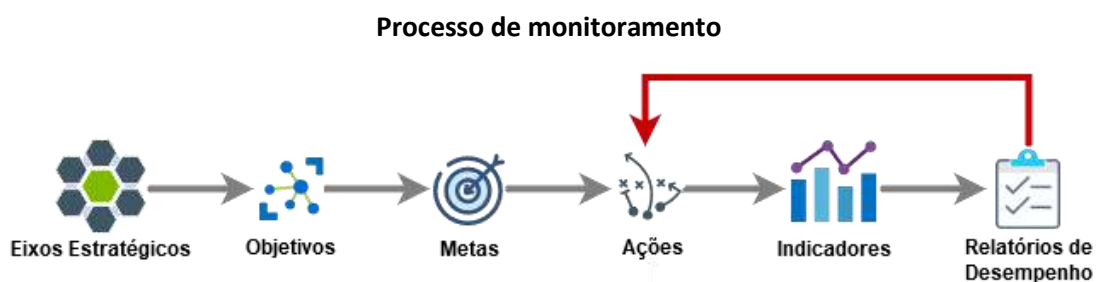 Processo de monitoramento
Eixos Estratégicos
Objetivos
Metas
Ações
Indicadores
Relatórios de
Desempenho